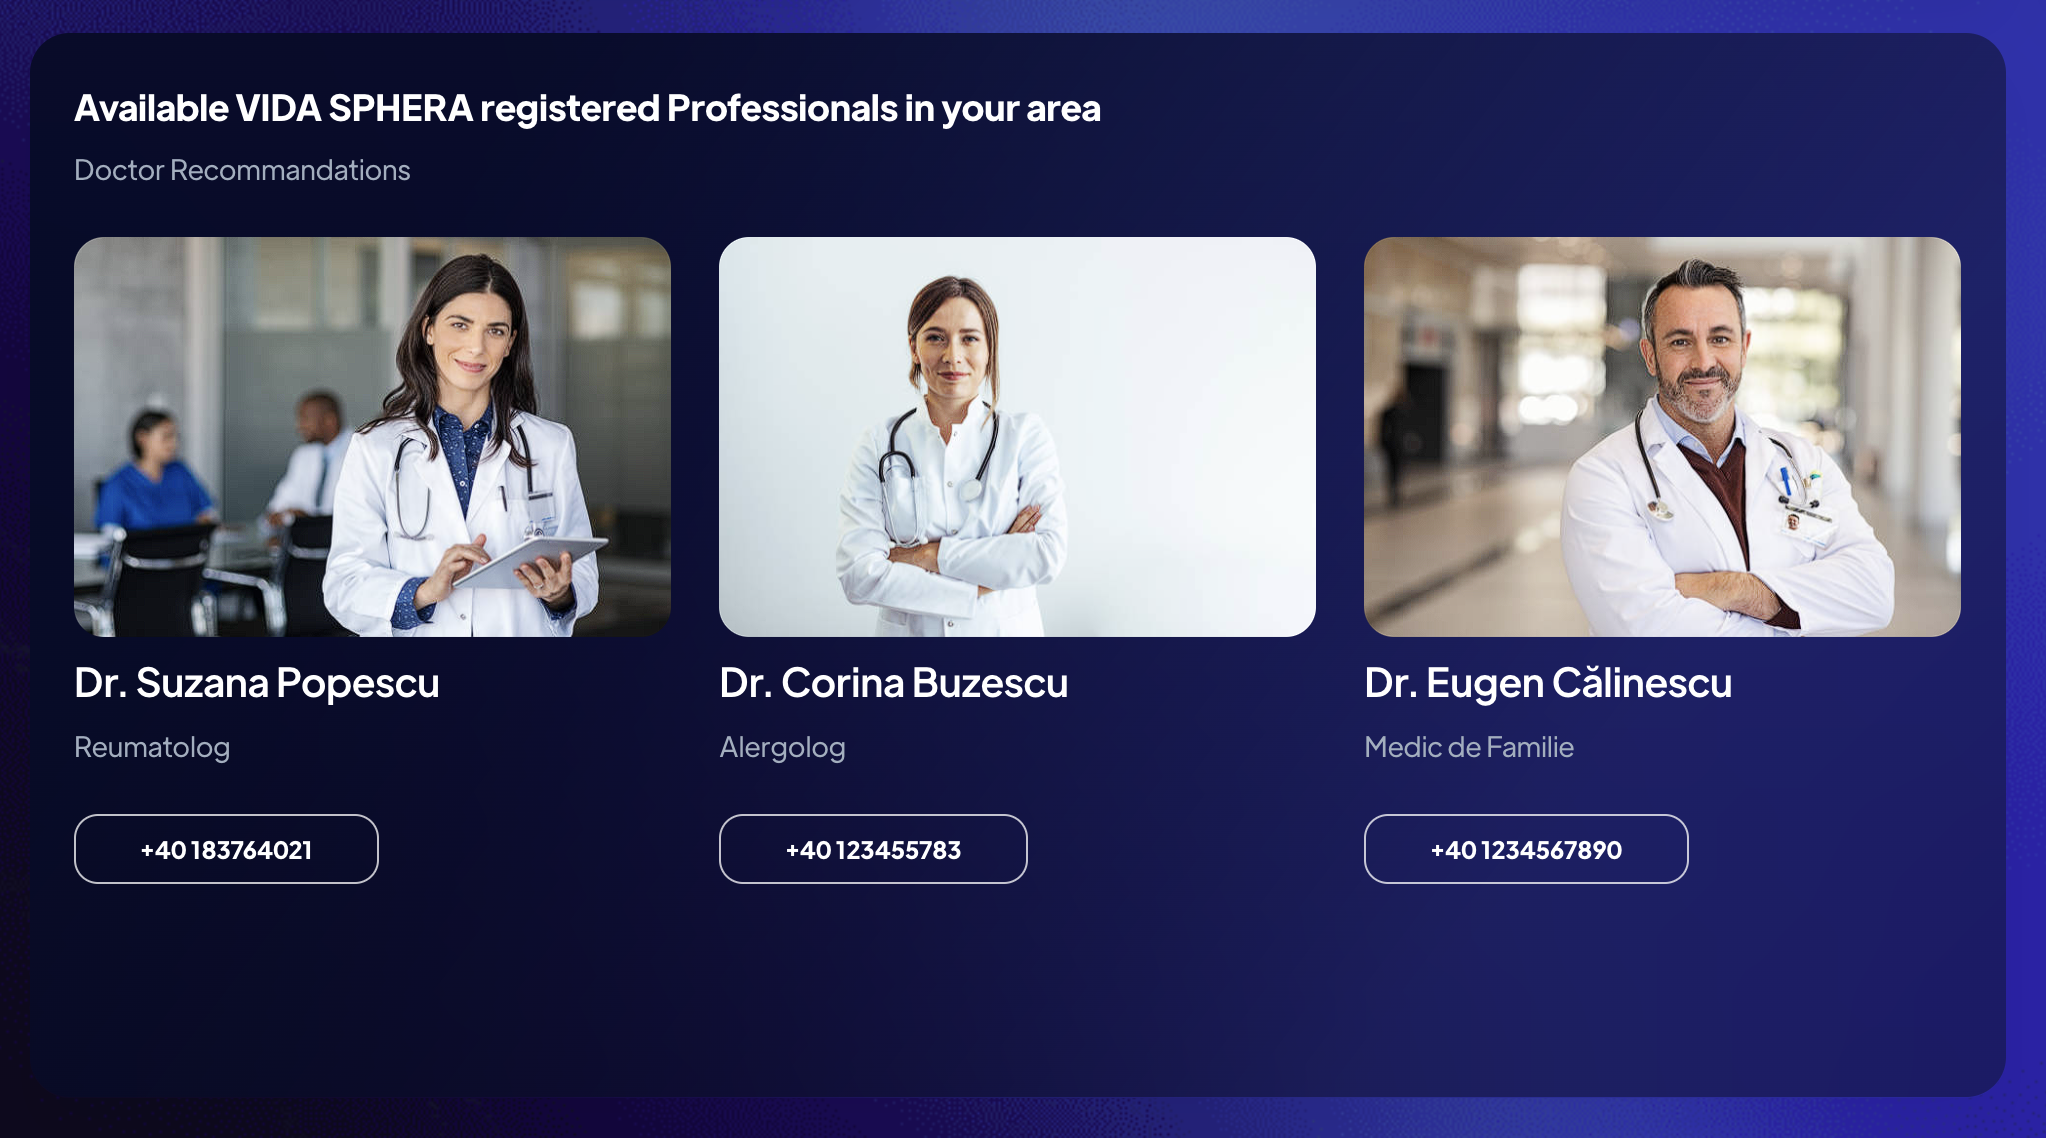 Available VIDA SPHERA registered Professionals in your area
Doctor Recommandations
Dr. Suzana Popescu
Reumatolog
+40 183764021
Dr. Corina Buzescu
Alergolog
+40 123455783
Dr. Eugen Călinescu
Medic de Familie
+40 1234567890